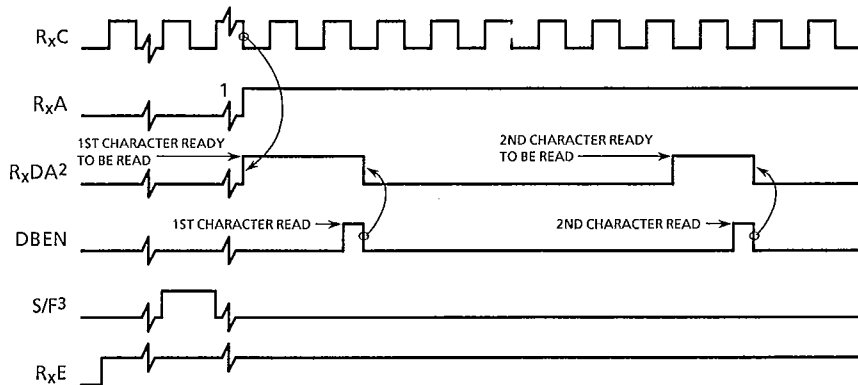 RxC
RxA
1
1ST CHARACTER READY
TO BE READ
2ND CHARACTER READY
TO BE READ
RxDA2
1ST CHARACTER READ
2ND CHARACTER READ
DBEN
S/F3
RxE